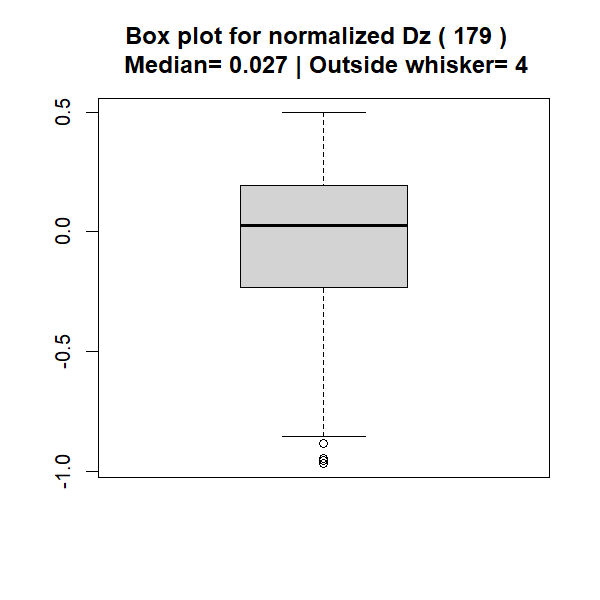 Box plot for normalized Dz ( 179 )
Median= 0.027 | Outside whisker= 4
0.5
0.0
-0.5
-1.0